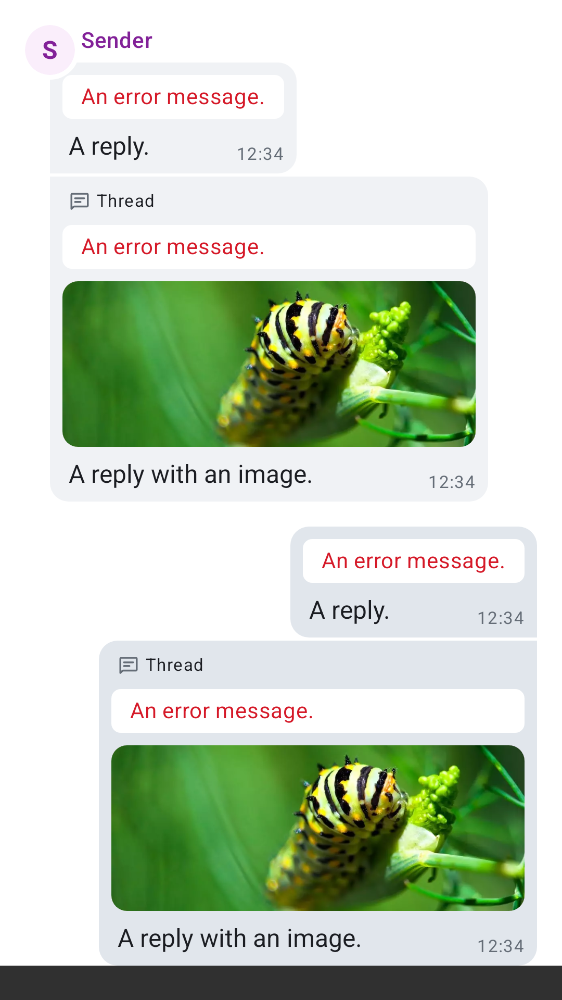 S
Sender
An error message.
A reply.
12:34
Thread
An error message.
A reply with an image.
12:34
An error message.
A reply.
12:34
Thread
An error message.
A reply with an image.
12:34